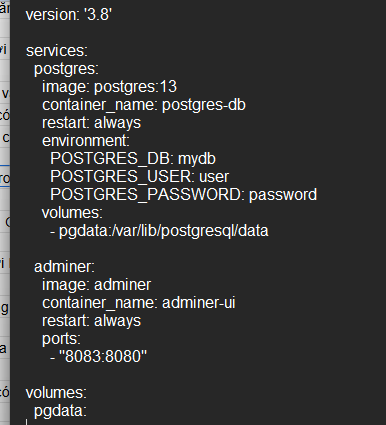 version: '3.8'
services:
postgres:
image: postgres:13
container_name: postgres-db
restart: always
environment:
POSTGRES_DB: mydb
POSTGRES_USER: user
POSTGRES_PASSWORD: password
volumes:
- pgdata:/var/lib/postgresql/data
adminer:
image: adminer
container_name: adminer-ui
restart: always
ports:
- "8083:8080"
volumes:
pgdata: